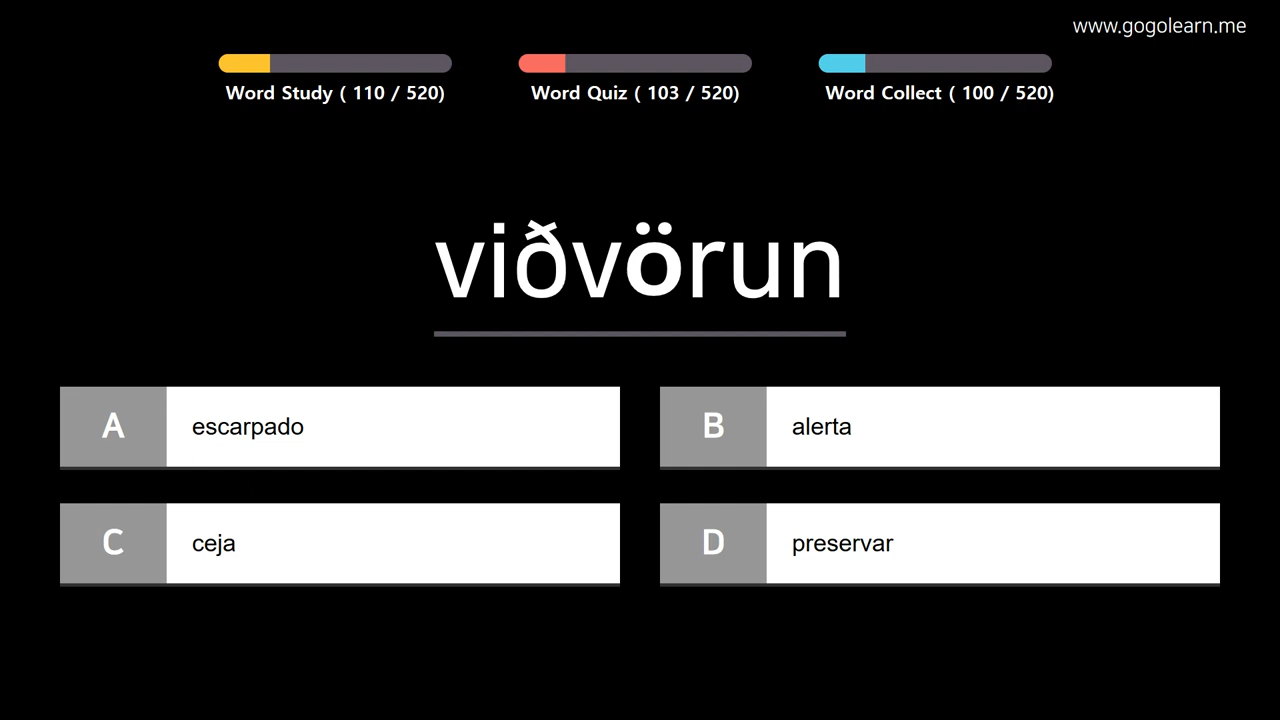 www.gogolearn.me
Word Study ( 110 / 520)
Word Quiz ( 103 / 520)
Word Collect ( 100 / 520)
viðvörun
A escarpado
B alerta
C ceja
D preservar